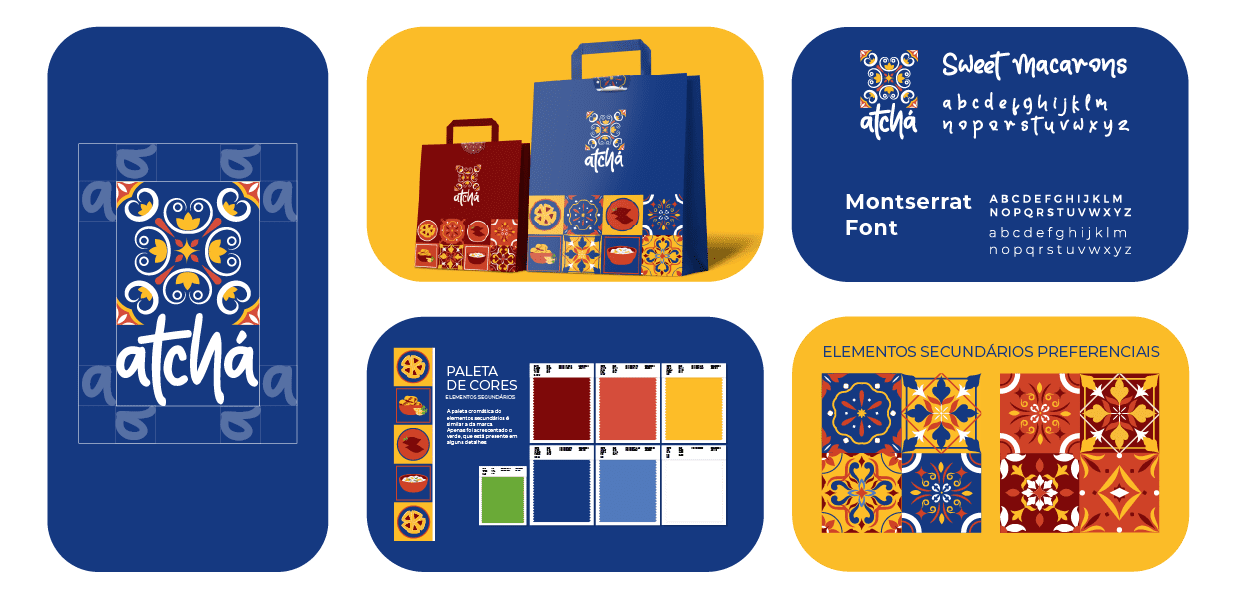 a
a
a
a
atchá
a
a
a
a
atchá
atchá
atchá
Sweet Macarons
abcdefghijklm
nopqrstuvwxyz
Montserrat
Font
ABCDEFGHIJKLM
NOPQRSTUVWXYZ
abcdefghijklm
nopqrstuvwxyz
PALETA
DE CORES
ELEMENTOS SECUNDÁRIOS
A paleta cromática do
elementos secundários é
similar a da marca.
Apenas foi acrescentado o
verde, que está presente em
alguns detalhes
ELEMENTOS SECUNDÁRIOS PREFERENCIAIS